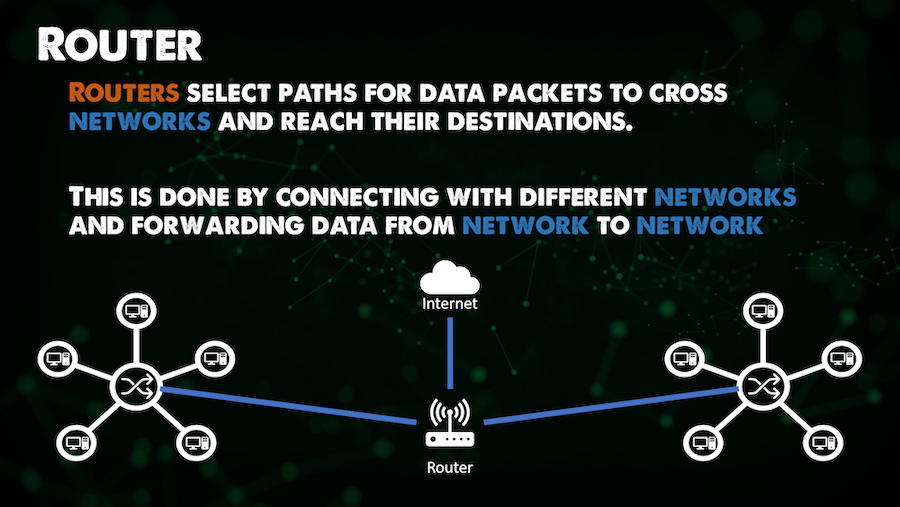 ROUTER
ROUTERS SELECT PATHS FOR DATA PACKETS TO CROSS
NETWORKS AND REACH THEIR DESTINATIONS.
THIS IS DONE BY CONNECTING WITH DIFFERENT NETWORKS
AND FORWARDING DATA FROM NETWORK TO NETWORK
Internet
Router